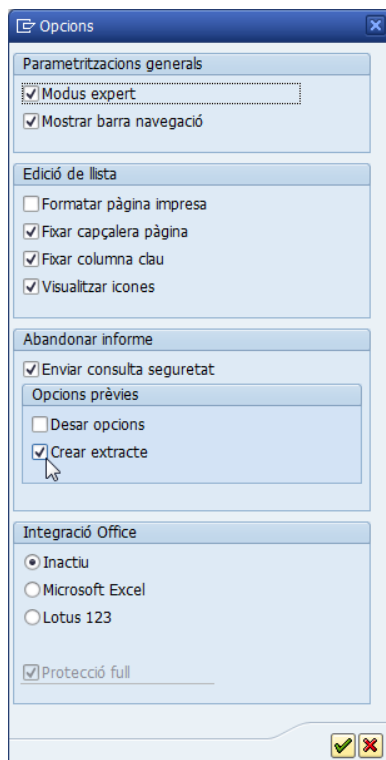 Opcions
Parametritzacions generals
Modus expert
Mostrar barra navegació
Edició de llista
Formatar pàgina impresa
Fixar capçalera pàgina
Fixar columna clau
Visualitzar icones
Abandonar informe
Enviar consulta seguretat
Opcions prèvies
Desar opcions
Crear extracte
Integració Office
Inactiu
Microsoft Excel
Lotus 123
Protecció full